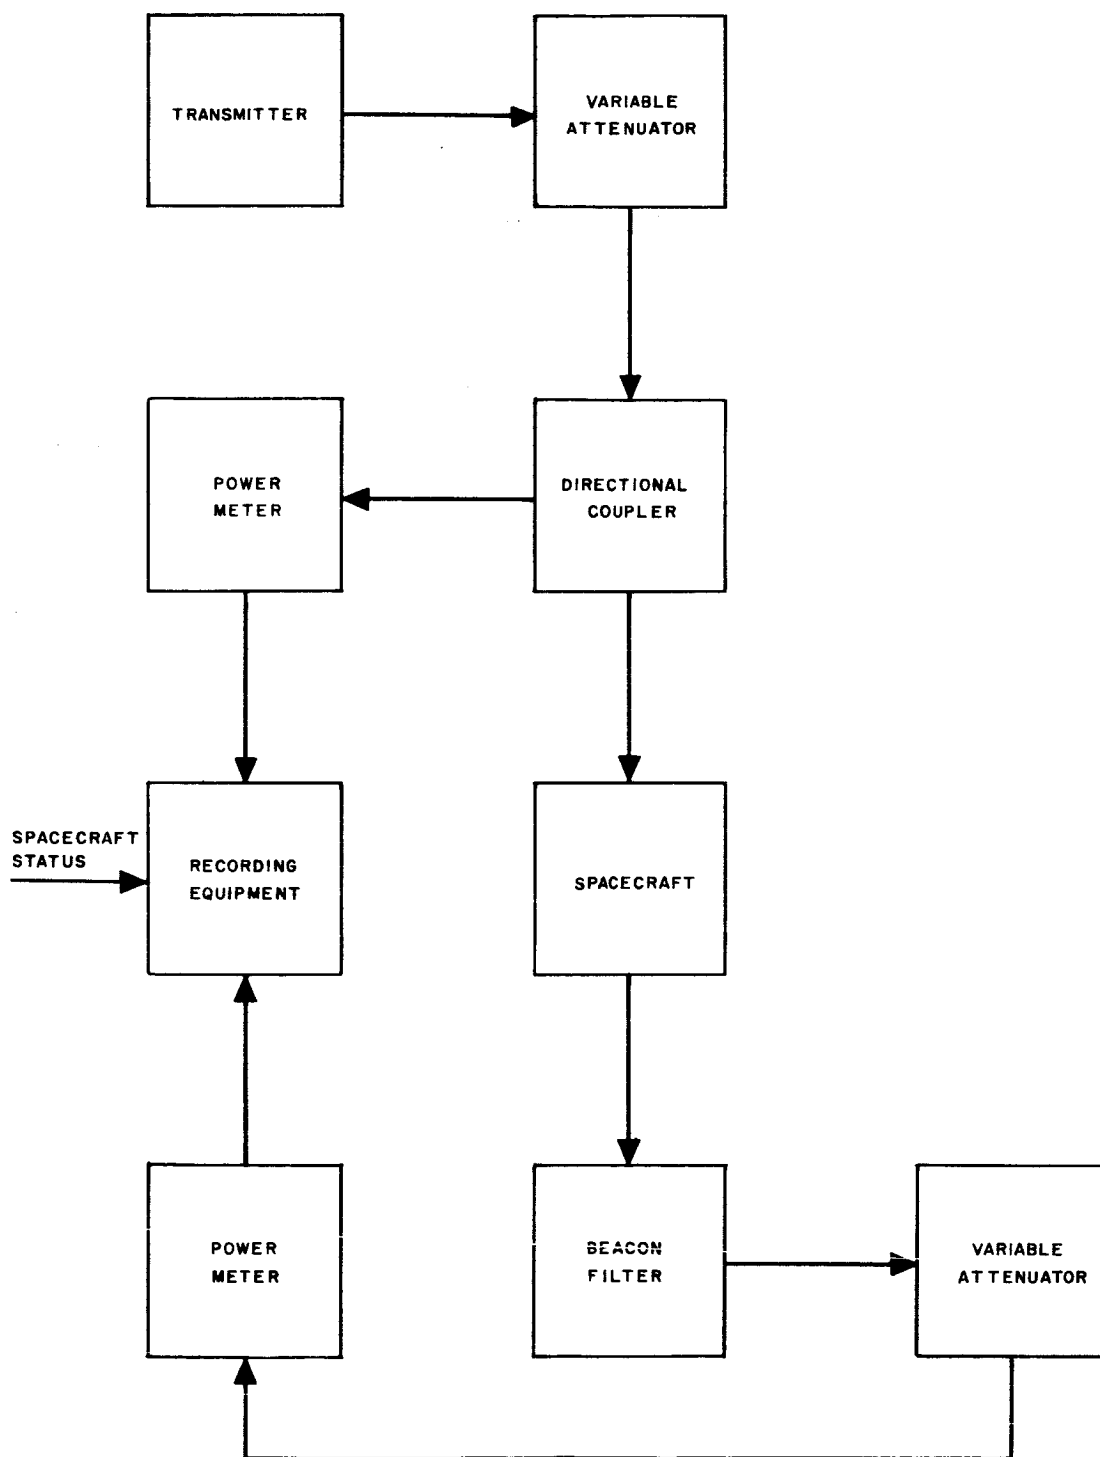 TRANSMITTER
VARIABLE
ATTENUATOR
POWER
METER
DIRECTIONAL
COUPLER
SPACECRAFT
STATUS
RECORDING
EQUIPMENT
SPACECRAFT
POWER
METER
BEACON
FILTER
VARIABLE
ATTENUATOR